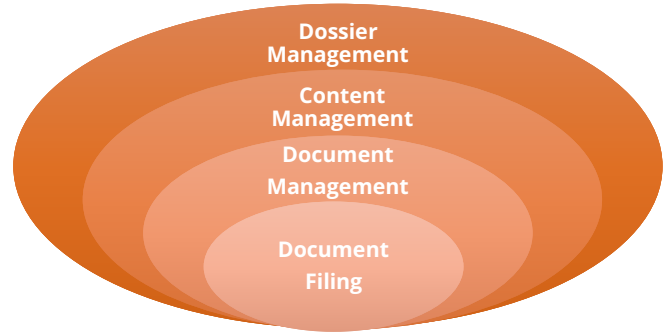 Dossier
Management
Content
Management
Document
Management
Document
Filing